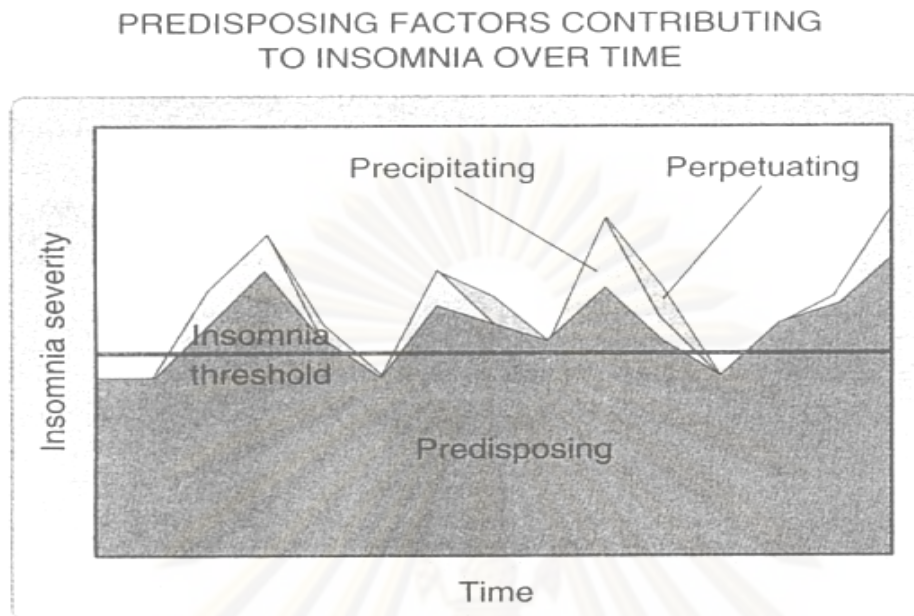 PREDISPOSING FACTORS CONTRIBUTING
TO INSOMNIA OVER TIME
Precipitating
Perpetuating
Insomnia severity
Insomnia
threshold
Predisposing
Time